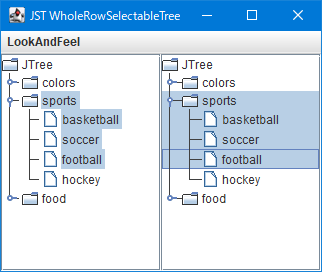 JST WholeRowSelectableTree
LookAndFeel
JTree
colors
sports
basketball
soccer
football
hockey
food
JTree
colors
sports
basketball
soccer
football
hockey
food